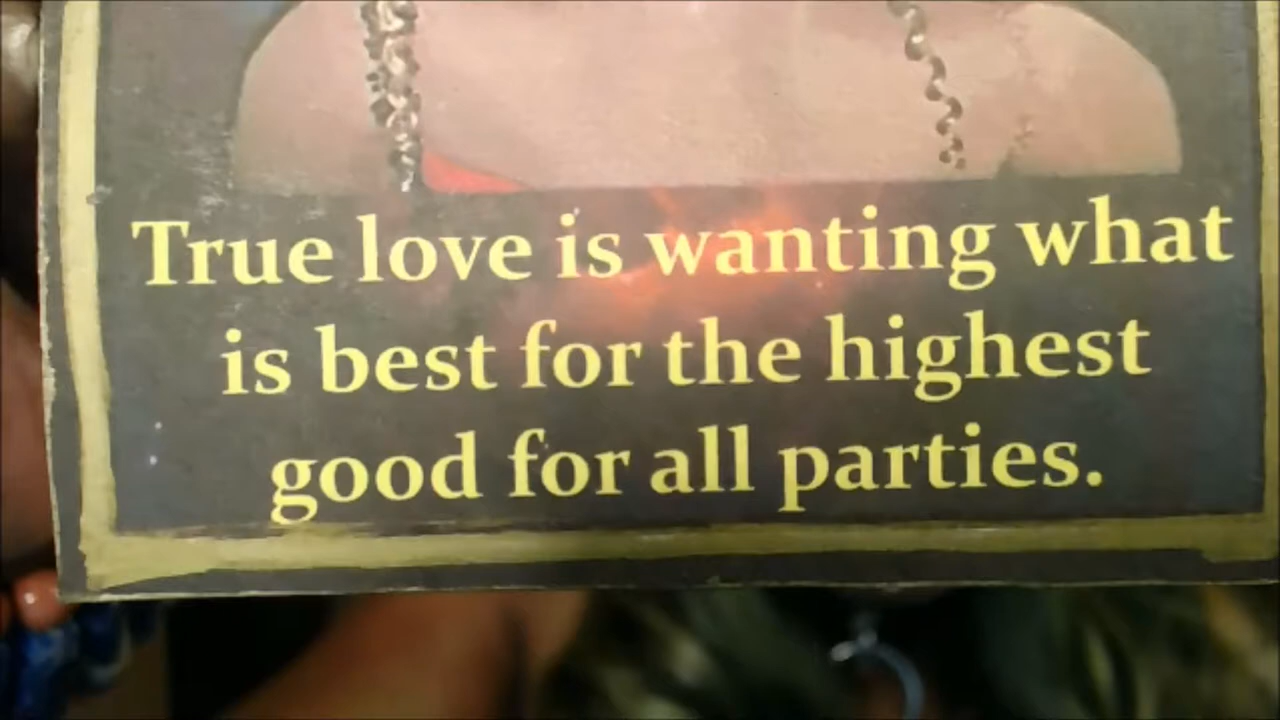 True love is wanting what
is best for the highest
good for all parties.